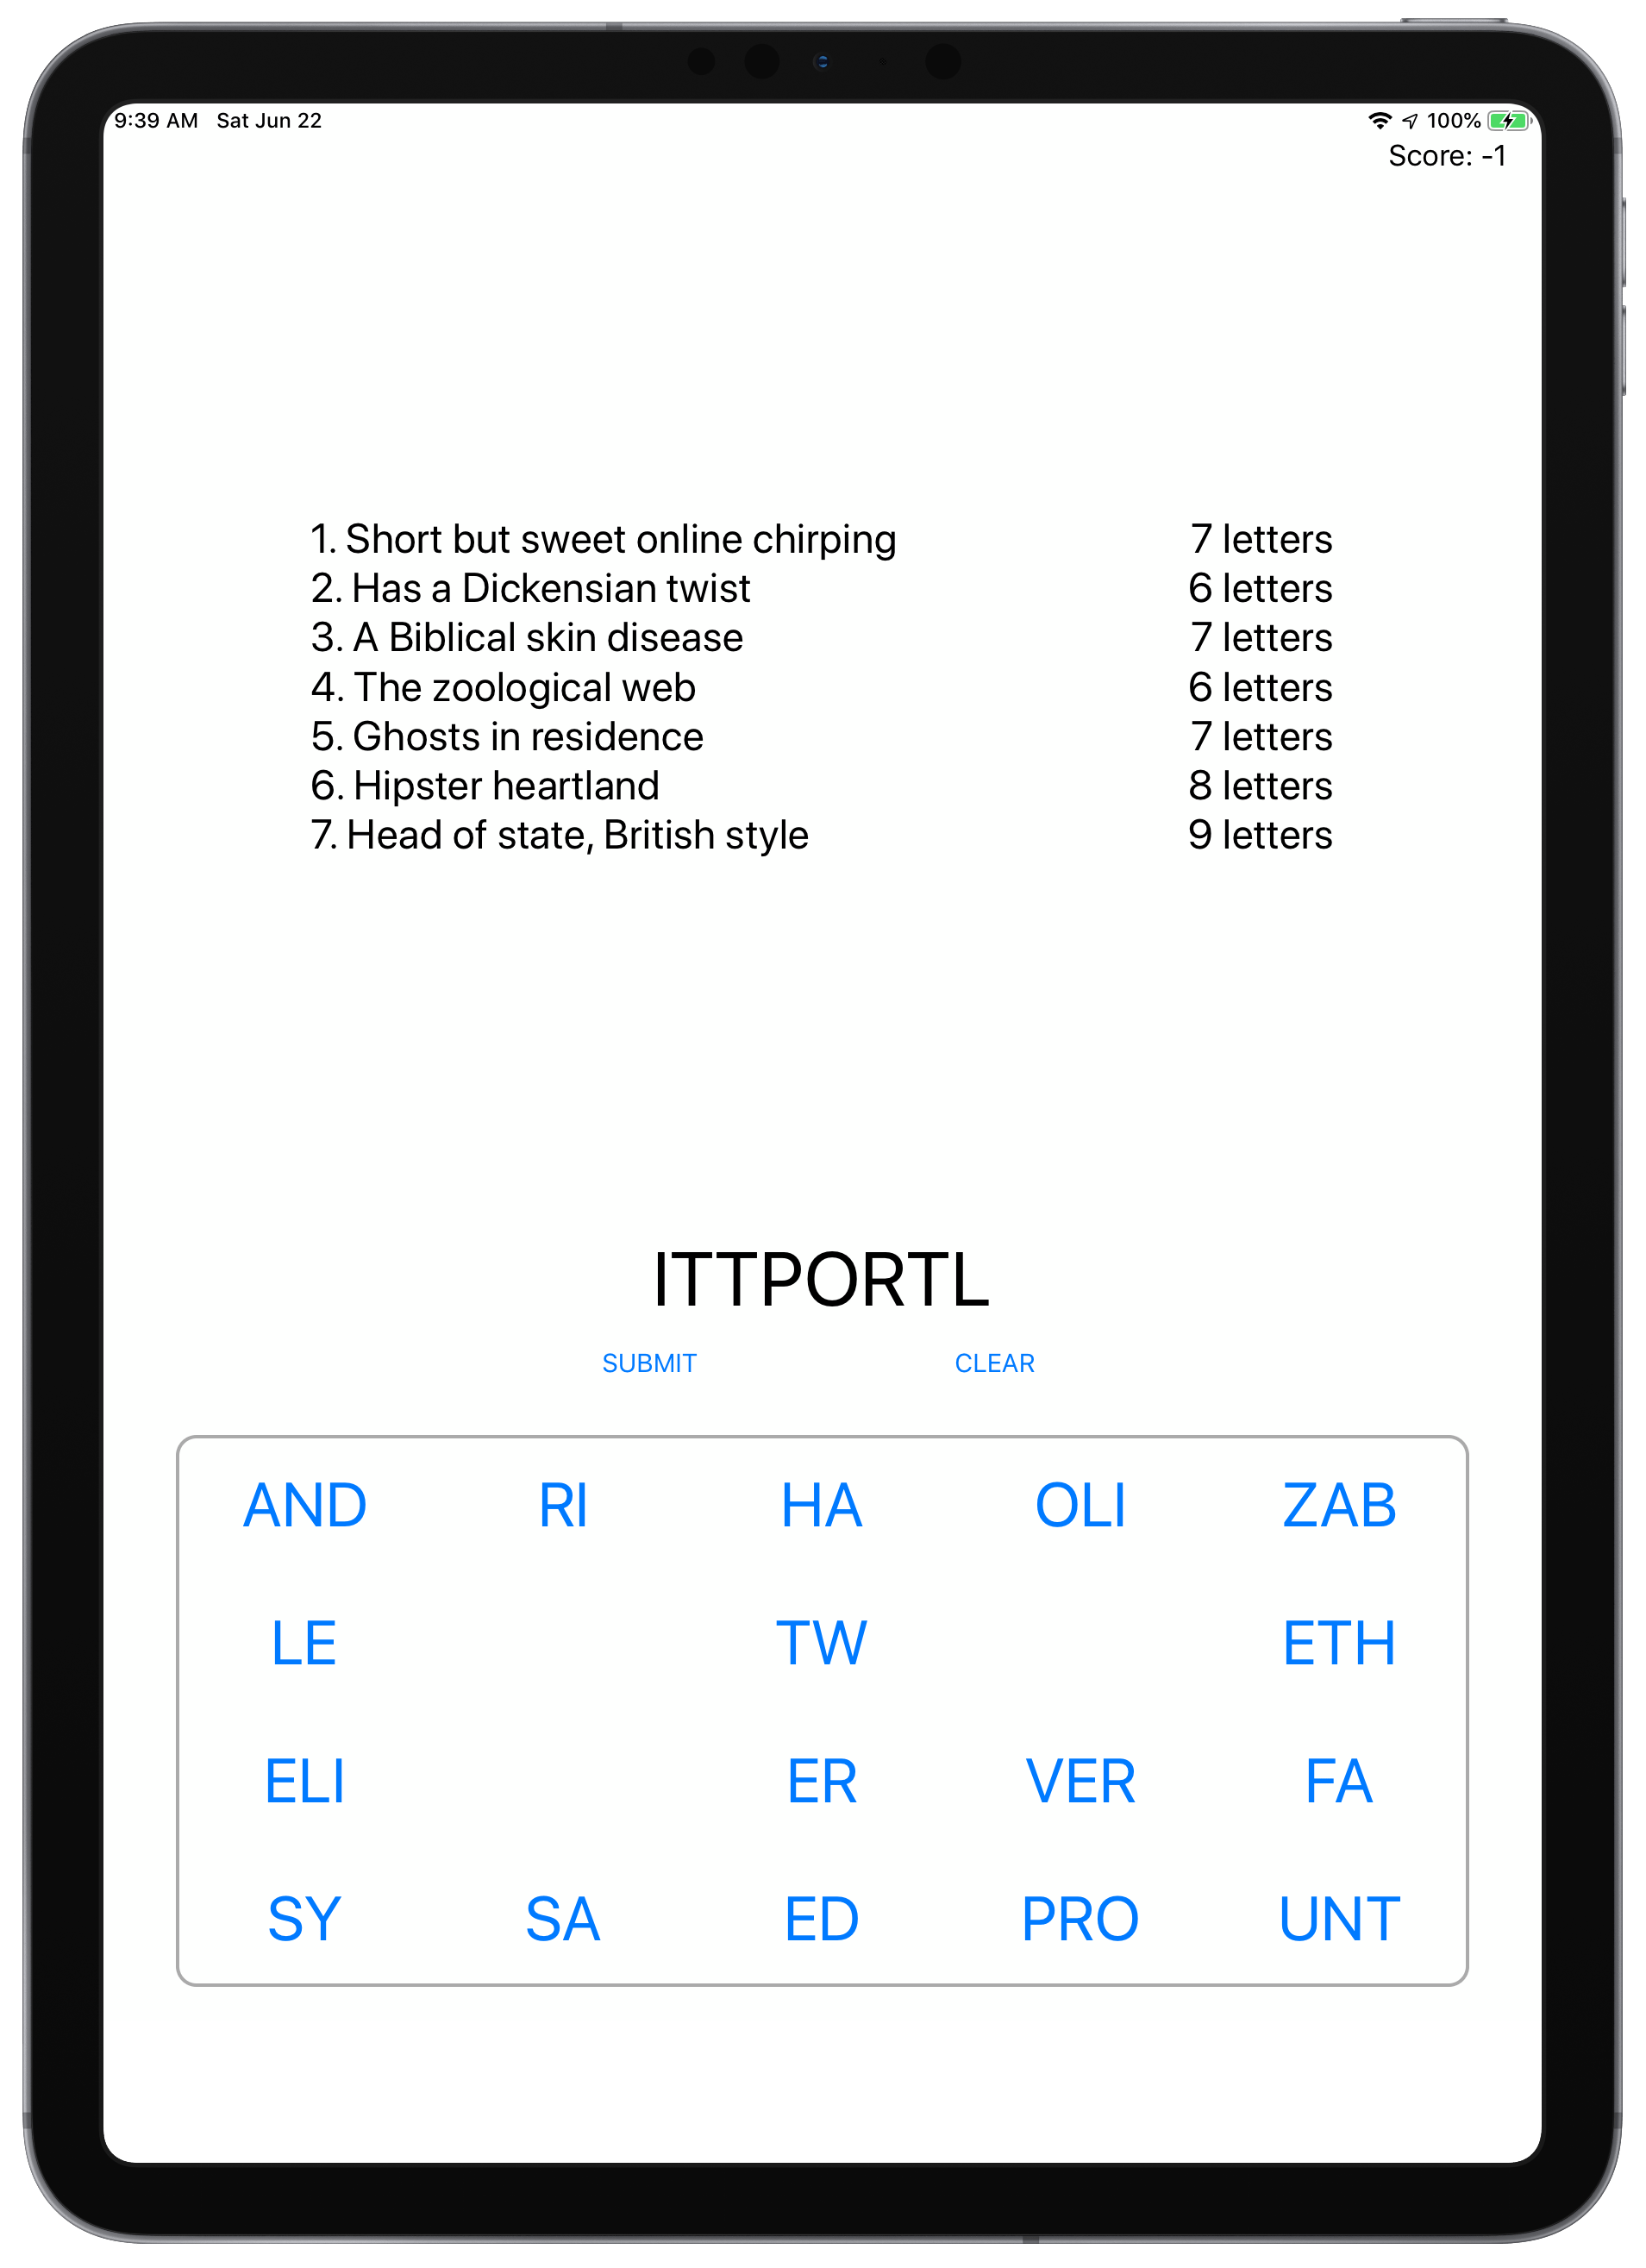 9:39 AM Sat Jun 22 100%
Score: -1
1. Short but sweet online chirping 7 letters
2. Has a Dickensian twist 6 letters
3. A Biblical skin disease 7 letters
4. The zoological web 6 letters
5. Ghosts in residence 7 letters
6. Hipster heartland 8 letters
7. Head of state, British style 9 letters
ITTPORTL
SUBMIT CLEAR
AND RI HA OLI ZAB
LE TW ETH
ELI ER VER FA
SY SA ED PRO UNT